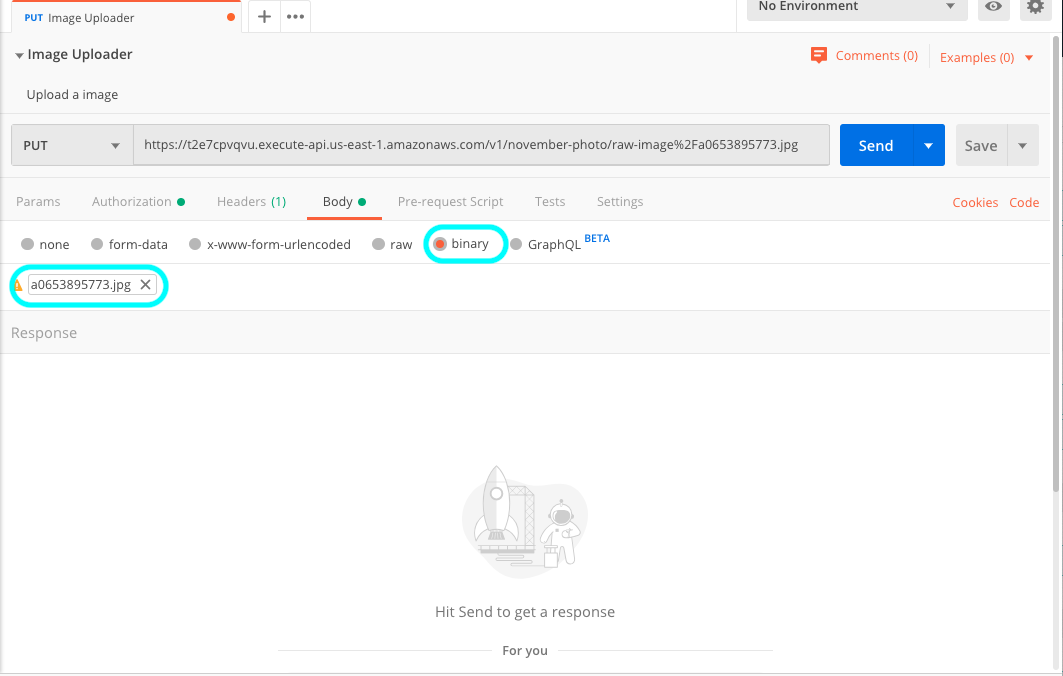 PUT Image Uploader
No Environment
Image Uploader
Comments (0)
Examples (0)
Upload a image
PUT
https://t2e7cpvqvu.execute-api.us-east-1.amazonaws.com/v1/november-photo/raw-image%2Fa0653895773.jpg
Send
Save
Params
Authorization
Headers (1)
Body
Pre-request Script
Tests
Settings
Cookies
Code
none
form-data
x-www-form-urlencoded
raw
binary
GraphQL BETA
a0653895773.jpg
Response
Hit Send to get a response
For you